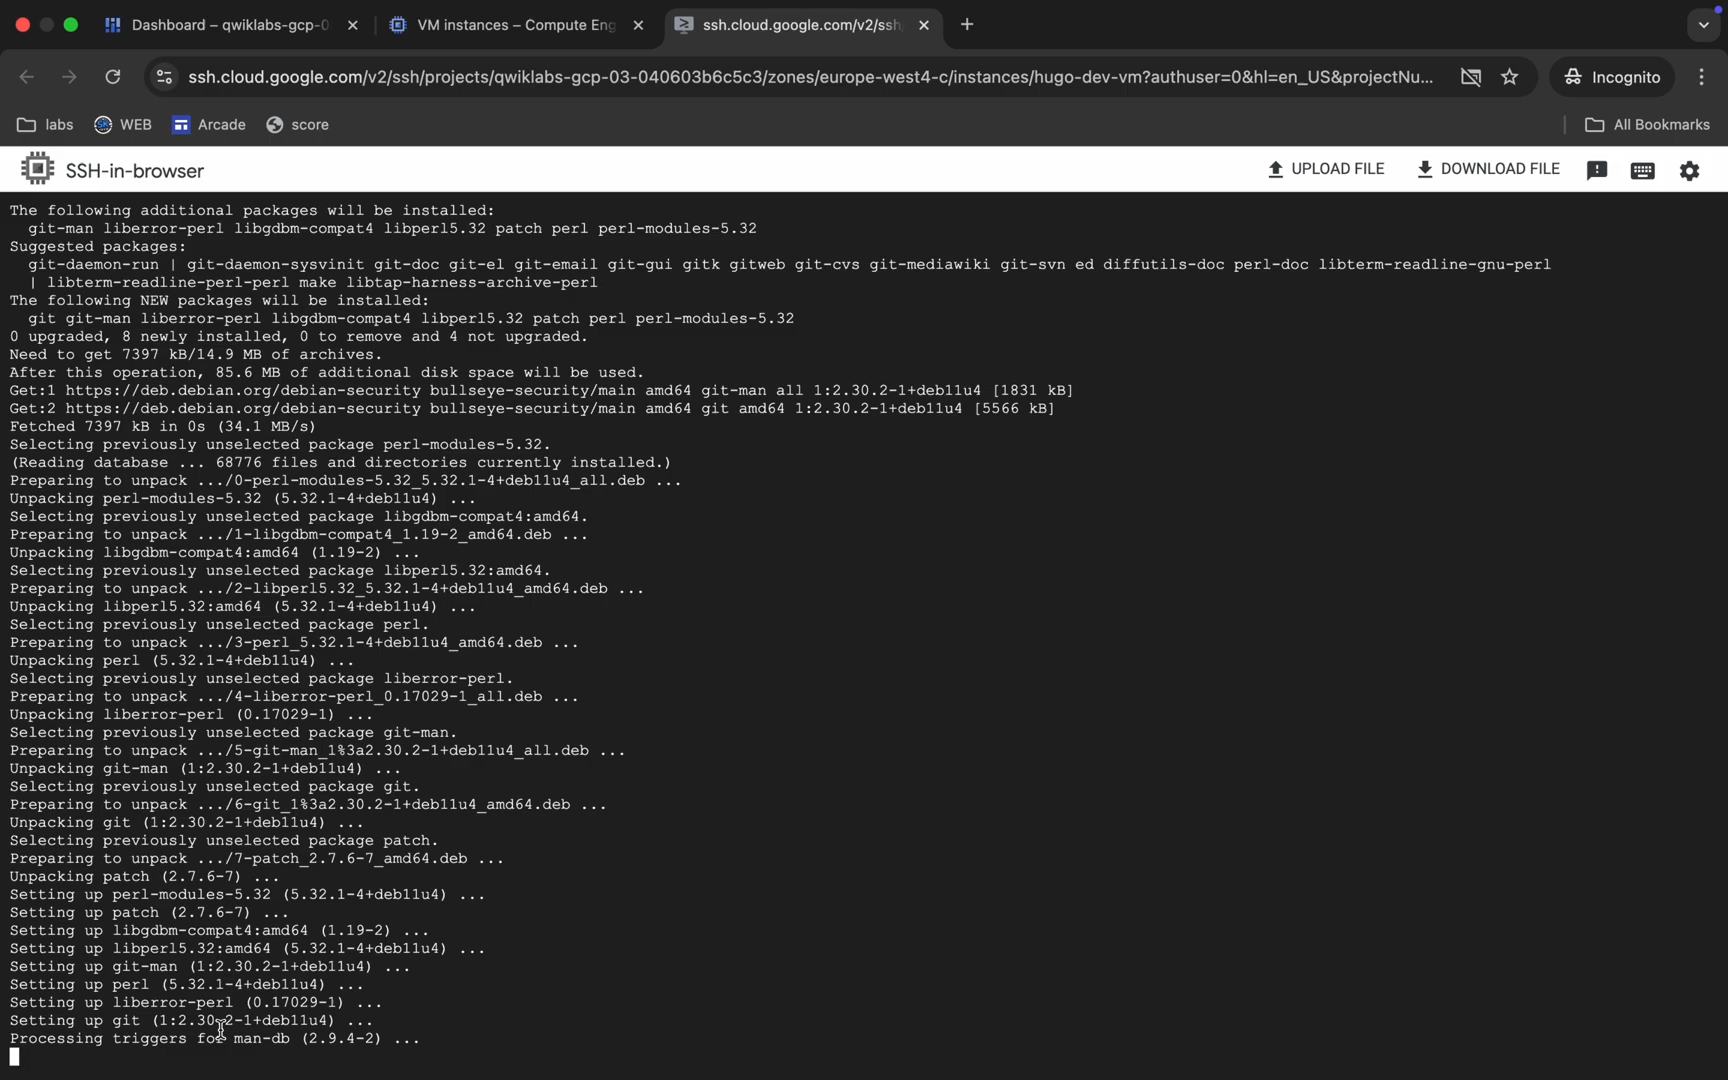 Dashboard – qwiklabs-gcp-0
VM instances – Compute Eng
ssh.cloud.google.com/v2/ssh
ssh.cloud.google.com/v2/ssh/projects/qwiklabs-gcp-03-040603b6c5c3/zones/europe-west4-c/instances/hugo-dev-vm?authuser=0&hl=en_US&projectNu...
Incognito
labs
WEB
Arcade
score
All Bookmarks
SSH-in-browser
UPLOAD FILE
DOWNLOAD FILE
The following additional packages will be installed:
git-man liberror-perl libgdbm-compat4 libperl5.32 patch perl perl-modules-5.32
Suggested packages:
git-daemon-run | git-daemon-sysvinit git-doc git-el git-email git-gui gitk gitweb git-cvs git-mediawiki git-svn ed diffutils-doc perl-doc libterm-readline-gnu-perl
| libterm-readline-perl-perl make libtap-harness-archive-perl
The following NEW packages will be installed:
git git-man liberror-perl libgdbm-compat4 libperl5.32 patch perl perl-modules-5.32
0 upgraded, 8 newly installed, 0 to remove and 4 not upgraded.
Need to get 7397 kB/14.9 MB of archives.
After this operation, 85.6 MB of additional disk space will be used.
Get:1 https://deb.debian.org/debian-security bullseye-security/main amd64 git-man all 1:2.30.2-1+deb11u4 [1831 kB]
Get:2 https://deb.debian.org/debian-security bullseye-security/main amd64 git amd64 1:2.30.2-1+deb11u4 [5566 kB]
Fetched 7397 kB in 0s (34.1 MB/s)
Selecting previously unselected package perl-modules-5.32.
(Reading database ... 68776 files and directories currently installed.)
Preparing to unpack .../0-perl-modules-5.32_5.32.1-4+deb11u4_all.deb ...
Unpacking perl-modules-5.32 (5.32.1-4+deb11u4) ...
Selecting previously unselected package libgdbm-compat4:amd64.
Preparing to unpack .../1-libgdbm-compat4_1.19-2_amd64.deb ...
Unpacking libgdbm-compat4:amd64 (1.19-2) ...
Selecting previously unselected package libperl5.32:amd64.
Preparing to unpack .../2-libperl5.32_5.32.1-4+deb11u4_amd64.deb ...
Unpacking libperl5.32:amd64 (5.32.1-4+deb11u4) ...
Selecting previously unselected package perl.
Preparing to unpack .../3-perl_5.32.1-4+deb11u4_amd64.deb ...
Unpacking perl (5.32.1-4+deb11u4) ...
Selecting previously unselected package liberror-perl.
Preparing to unpack .../4-liberror-perl_0.17029-1_all.deb ...
Unpacking liberror-perl (0.17029-1) ...
Selecting previously unselected package git-man.
Preparing to unpack .../5-git-man_1%3a2.30.2-1+deb11u4_all.deb ...
Unpacking git-man (1:2.30.2-1+deb11u4) ...
Selecting previously unselected package git.
Preparing to unpack .../6-git_1%3a2.30.2-1+deb11u4_amd64.deb ...
Unpacking git (1:2.30.2-1+deb11u4) ...
Selecting previously unselected package patch.
Preparing to unpack .../7-patch_2.7.6-7_amd64.deb ...
Unpacking patch (2.7.6-7) ...
Setting up perl-modules-5.32 (5.32.1-4+deb11u4) ...
Setting up patch (2.7.6-7) ...
Setting up libgdbm-compat4:amd64 (1.19-2) ...
Setting up libperl5.32:amd64 (5.32.1-4+deb11u4) ...
Setting up git-man (1:2.30.2-1+deb11u4) ...
Setting up perl (5.32.1-4+deb11u4) ...
Setting up liberror-perl (0.17029-1) ...
Setting up git (1:2.30.2-1+deb11u4) ...
Processing triggers for man-db (2.9.4-2) ...